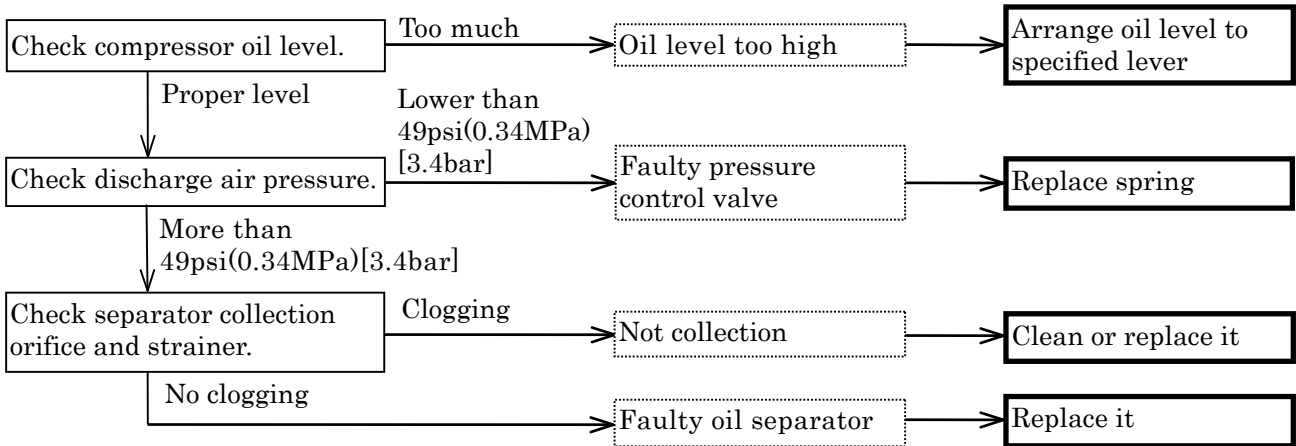 Check compressor oil level.
Too much
Oil level too high
Arrange oil level to
specified lever
Proper level
Lower than
49psi(0.34MPa)
[3.4bar]
Check discharge air pressure.
Faulty pressure
control valve
Replace spring
More than
49psi(0.34MPa)[3.4bar]
Check separator collection
orifice and strainer.
Clogging
Not collection
Clean or replace it
No clogging
Faulty oil separator
Replace it